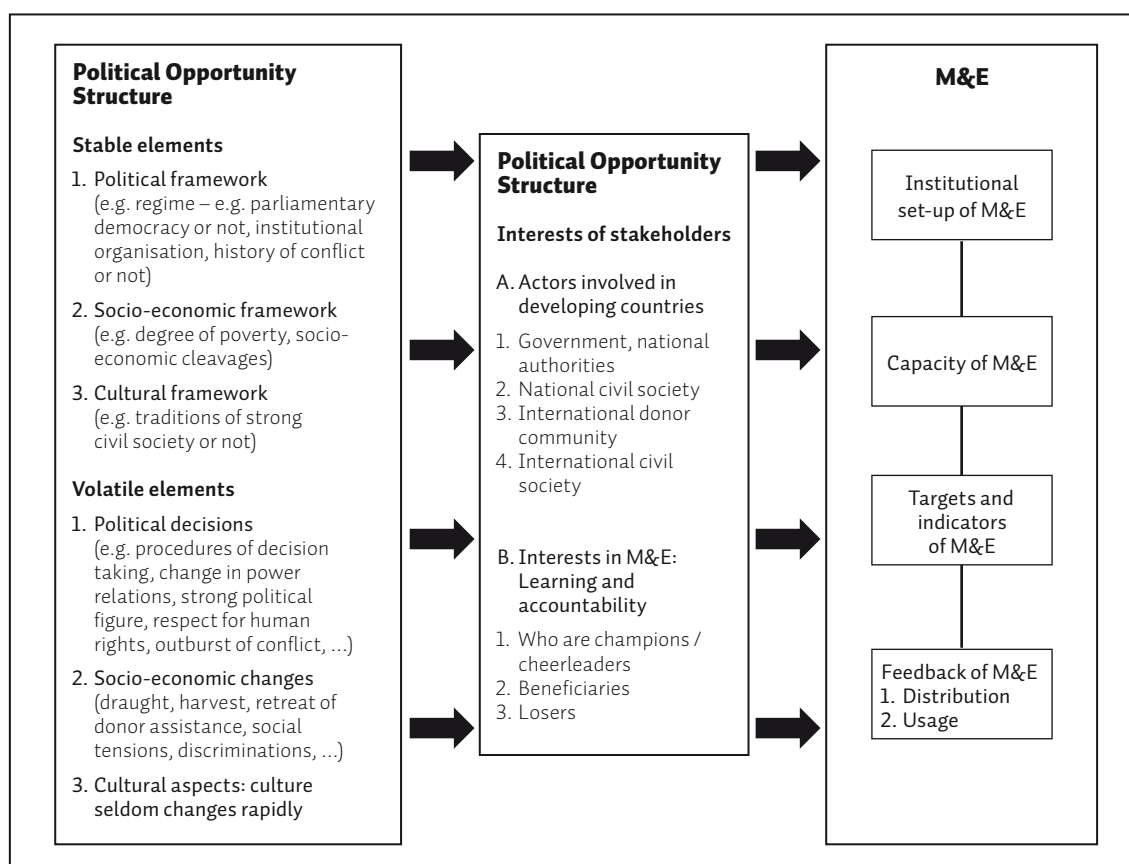 Political Opportunity
Structure
Stable elements
1. Political framework
(e.g. regime – e.g. parliamentary
democracy or not, institutional
organisation, history of conflict
or not)
2. Socio-economic framework
(e.g. degree of poverty, socio-
economic cleavages)
3. Cultural framework
(e.g. traditions of strong
civil society or not)
Volatile elements
1. Political decisions
(e.g. procedures of decision
taking, change in power
relations, strong political
figure, respect for human
rights, outburst of conflict, ...)
2. Socio-economic changes
(draught, harvest, retreat of
donor assistance, social
tensions, discriminations, ...)
3. Cultural aspects: culture
seldom changes rapidly
Political Opportunity
Structure
Interests of stakeholders
A. Actors involved in
developing countries
1. Government, national
authorities
2. National civil society
3. International donor
community
4. International civil
society
B. Interests in M&E:
Learning and
accountability
1. Who are champions /
cheerleaders
2. Beneficiaries
3. Losers
M&E
Institutional
set-up of M&E
Capacity of M&E
Targets and
indicators
of M&E
Feedback of M&E
1. Distribution
2. Usage